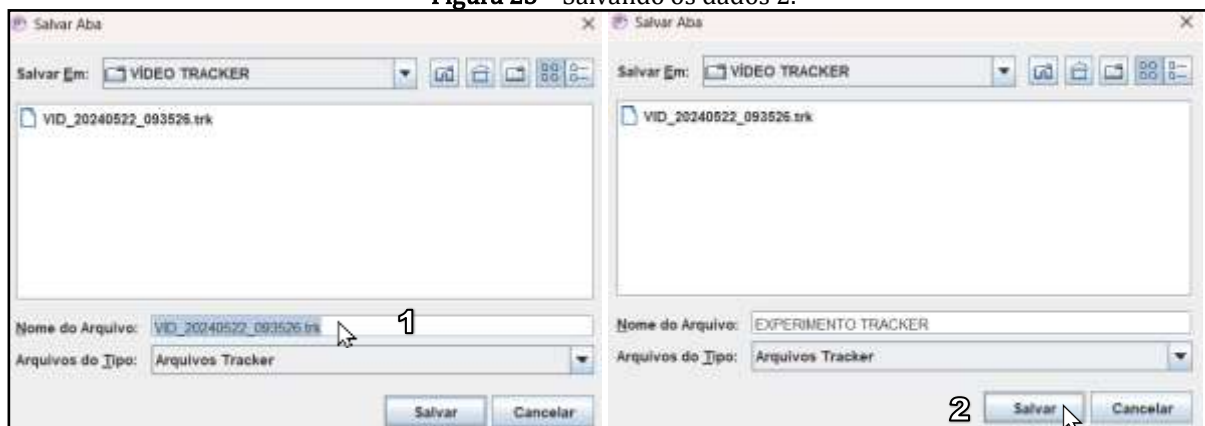 Figura 25 – Salvando os dados 2.
Salvar Aba
Salvar Em: VÍDEO TRACKER
VID_20240522_093526.trk
Nome do Arquivo: VID_20240522_093526.trk
1
Arquivos do Tipo: Arquivos Tracker
Salvar Cancelar
Salvar Aba
Salvar Em: VÍDEO TRACKER
VID_20240522_093526.trk
Nome do Arquivo: EXPERIMENTO TRACKER
Arquivos do Tipo: Arquivos Tracker
2 Salvar Cancelar